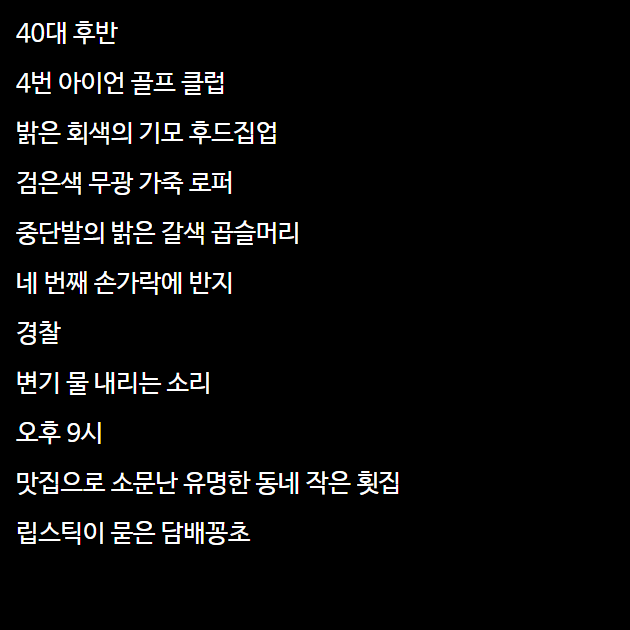 40대 후반
4번 아이언 골프 클럽
밝은 회색의 기모 후드집업
검은색 무광 가죽 로퍼
중단발의 밝은 갈색 곱슬머리
네 번째 손가락에 반지
경찰
변기 물 내리는 소리
오후 9시
맛집으로 소문난 유명한 동네 작은 횟집
립스틱이 묻은 담배꽁초